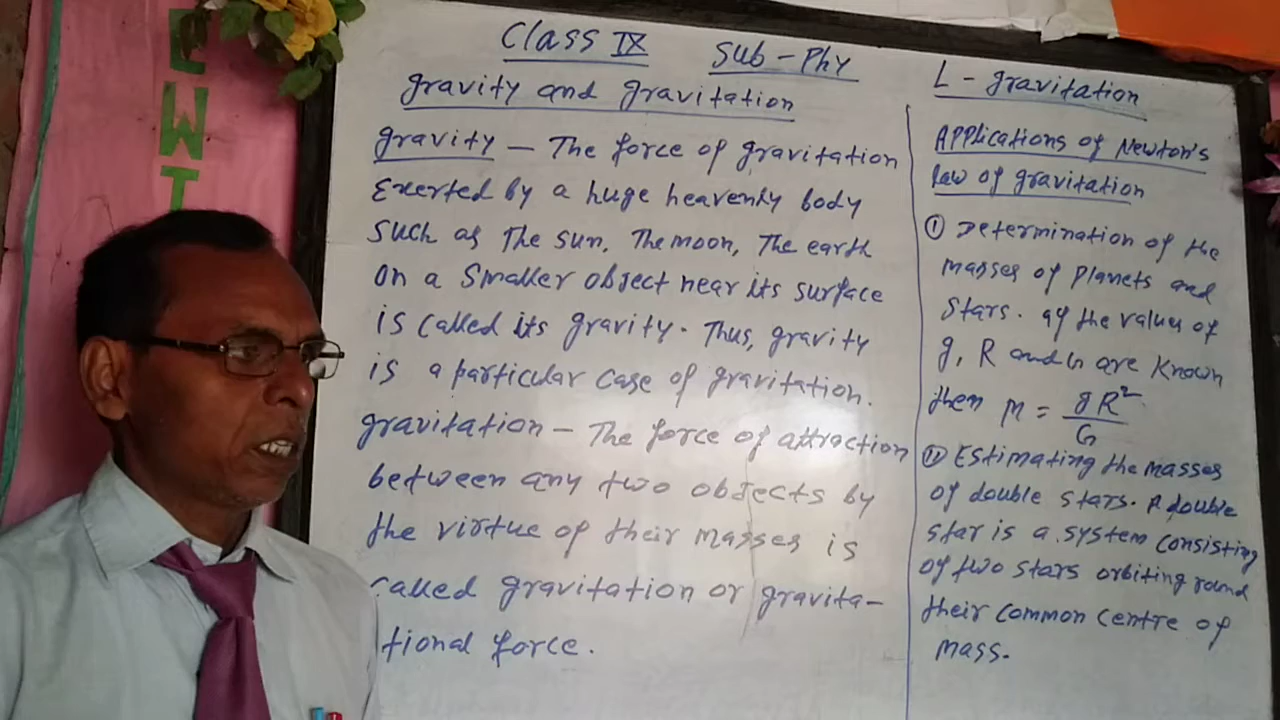 CWT
Class IX Sub-Phy
gravity and gravitation
gravity — The force of gravitation
Exerted by a huge heavenly body
such as The sun, The moon, The earth
on a smaller object near its surface
is called its gravity. Thus, gravity
is a particular case of gravitation.
gravitation — The force of attraction
between any two objects by
the virtue of their masses is
called gravitation or gravita-
tional force.
L - gravitation
Applications of Newton's
law of gravitation
① Determination of the
masses of planets and
stars. If the values of
g, R and G are known
then M = gR²/G
② Estimating the masses
of double stars. A double
star is a system consisting
of two stars orbiting round
their common centre of
mass.